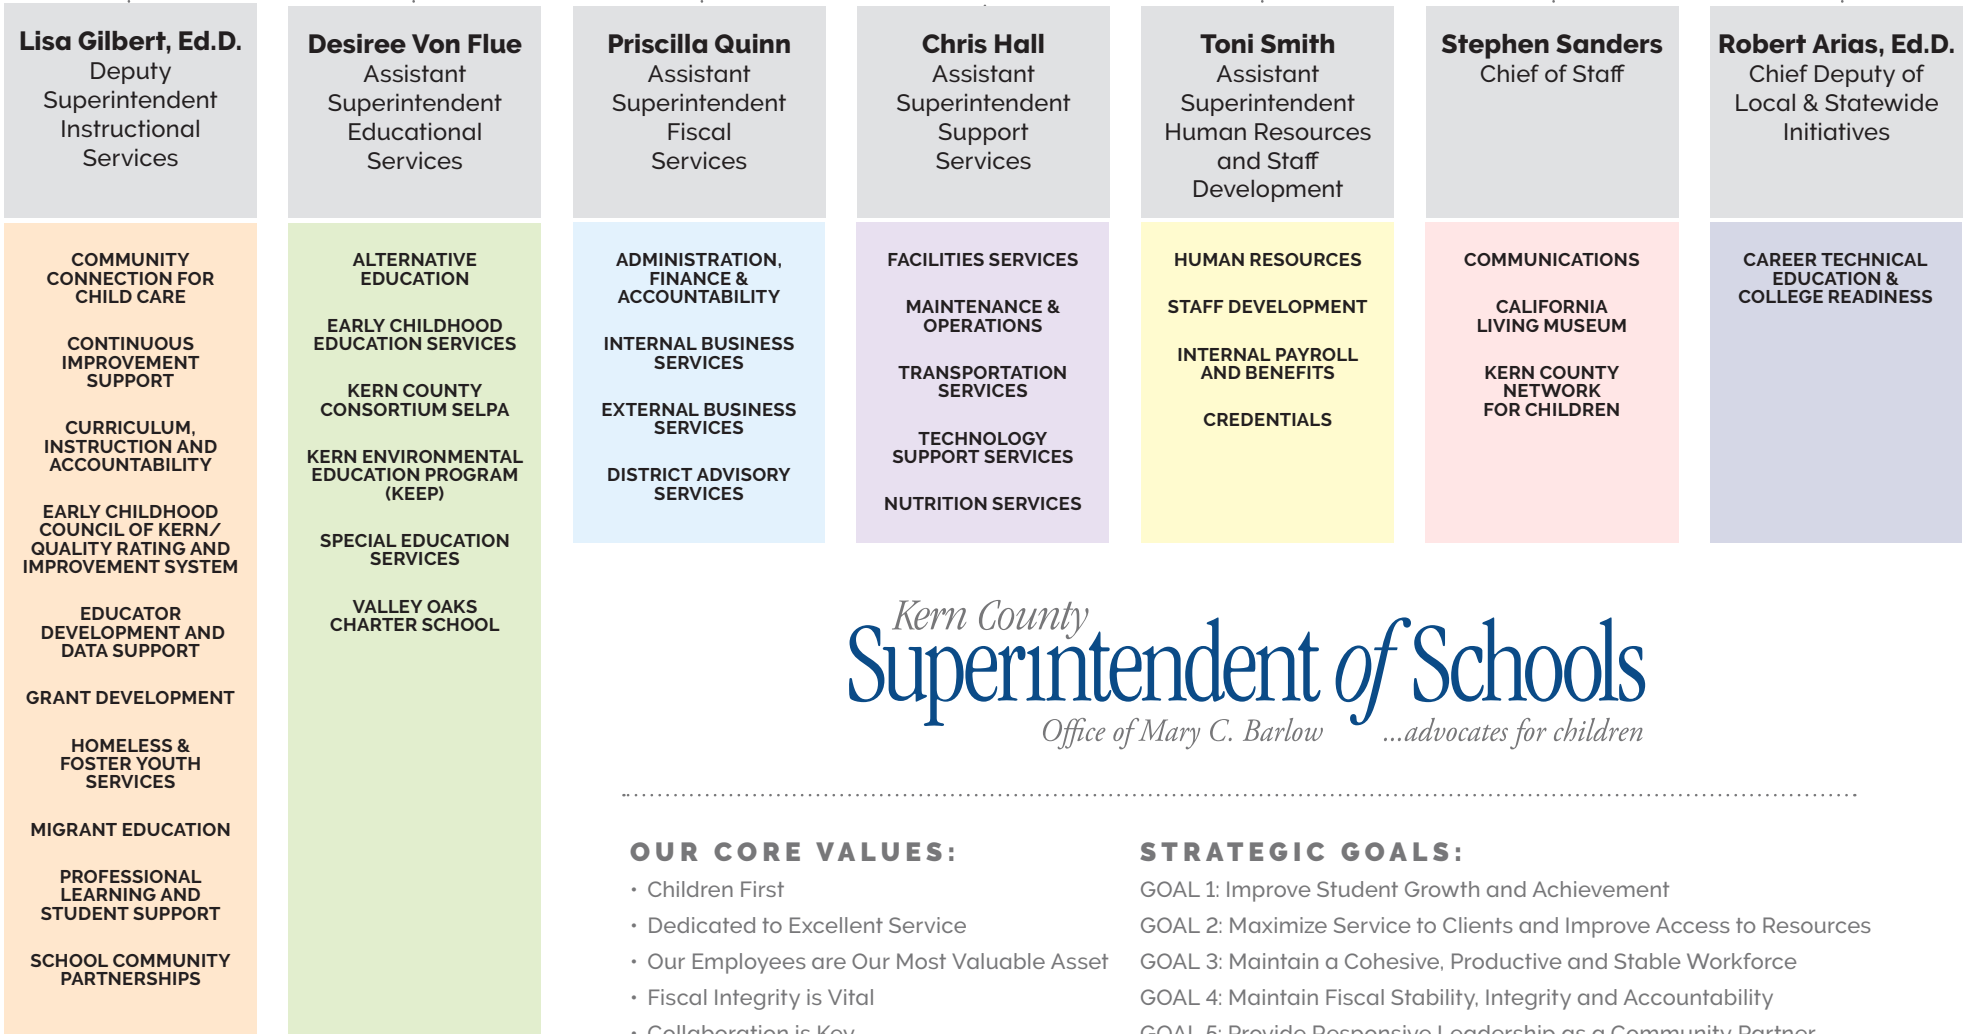 Lisa Gilbert, Ed.D.
Deputy
Superintendent
Instructional
Services
COMMUNITY
CONNECTION FOR
CHILD CARE
CONTINUOUS
IMPROVEMENT
SUPPORT
CURRICULUM,
INSTRUCTION AND
ACCOUNTABILITY
EARLY CHILDHOOD
COUNCIL OF KERN/
QUALITY RATING AND
IMPROVEMENT SYSTEM
EDUCATOR
DEVELOPMENT AND
DATA SUPPORT
GRANT DEVELOPMENT
HOMELESS &
FOSTER YOUTH
SERVICES
MIGRANT EDUCATION
PROFESSIONAL
LEARNING AND
STUDENT SUPPORT
SCHOOL COMMUNITY
PARTNERSHIPS
Desiree Von Flue
Assistant
Superintendent
Educational
Services
ALTERNATIVE
EDUCATION
EARLY CHILDHOOD
EDUCATION SERVICES
KERN COUNTY
CONSORTIUM SELPA
KERN ENVIRONMENTAL
EDUCATION PROGRAM
(KEEP)
SPECIAL EDUCATION
SERVICES
VALLEY OAKS
CHARTER SCHOOL
Priscilla Quinn
Assistant
Superintendent
Fiscal
Services
ADMINISTRATION,
FINANCE &
ACCOUNTABILITY
INTERNAL BUSINESS
SERVICES
EXTERNAL BUSINESS
SERVICES
DISTRICT ADVISORY
SERVICES
Chris Hall
Assistant
Superintendent
Support
Services
FACILITIES SERVICES
MAINTENANCE &
OPERATIONS
TRANSPORTATION
SERVICES
TECHNOLOGY
SUPPORT SERVICES
NUTRITION SERVICES
Toni Smith
Assistant
Superintendent
Human Resources
and Staff
Development
HUMAN RESOURCES
STAFF DEVELOPMENT
INTERNAL PAYROLL
AND BENEFITS
CREDENTIALS
Stephen Sanders
Chief of Staff
COMMUNICATIONS
CALIFORNIA
LIVING MUSEUM
KERN COUNTY
NETWORK
FOR CHILDREN
Robert Arias, Ed.D.
Chief Deputy of
Local & Statewide
Initiatives
CAREER TECHNICAL
EDUCATION &
COLLEGE READINESS
Kern County
Superintendent of Schools
Office of Mary C. Barlow ...advocates for children
OUR CORE VALUES:
• Children First
• Dedicated to Excellent Service
• Our Employees are Our Most Valuable Asset
• Fiscal Integrity is Vital
• Collaboration is Key
STRATEGIC GOALS:
GOAL 1: Improve Student Growth and Achievement
GOAL 2: Maximize Service to Clients and Improve Access to Resources
GOAL 3: Maintain a Cohesive, Productive and Stable Workforce
GOAL 4: Maintain Fiscal Stability, Integrity and Accountability
GOAL 5: Provide Responsive Leadership as a Community Partner